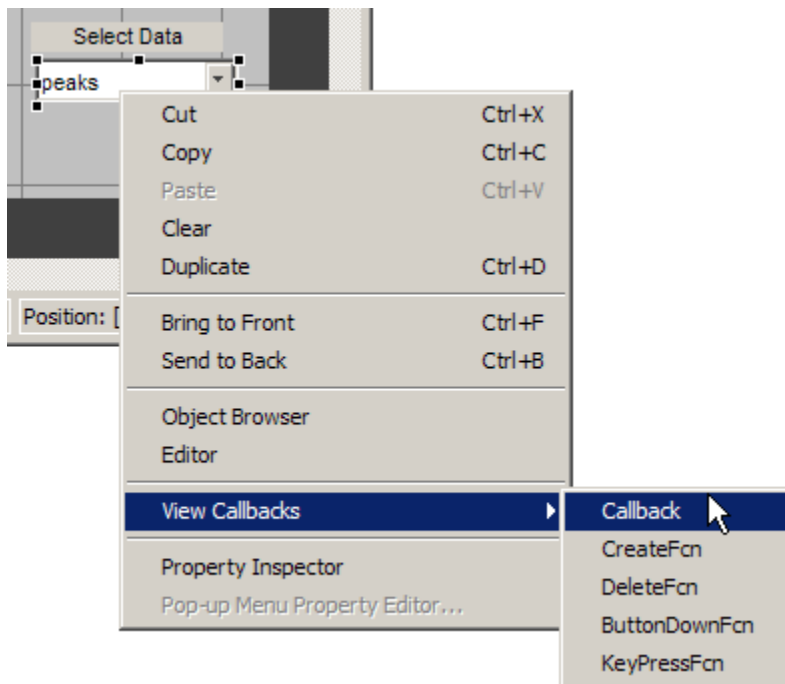 Select Data
peaks
Cut Ctrl+X
Copy Ctrl+C
Paste Ctrl+V
Clear
Duplicate Ctrl+D
Position: [
Bring to Front Ctrl+F
Send to Back Ctrl+B
Object Browser
Editor
View Callbacks
Callback
CreateFcn
Property Inspector
DeleteFcn
Pop-up Menu Property Editor...
ButtonDownFcn
KeyPressFcn